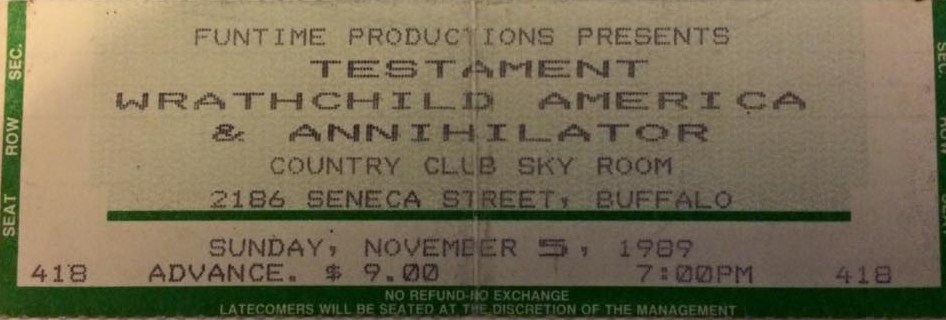 FUNTIME PRODUCTIONS PRESENTS
TESTAMENT
WRATHCHILD AMERICA
& ANNIHILATOR
COUNTRY CLUB SKY ROOM
2186 SENECA STREET, BUFFALO
SUNDAY, NOVEMBER 5, 1989
418 ADVANCE. $ 9.00 7:00PM 418
NO REFUND-NO EXCHANGE
LATECOMERS WILL BE SEATED AT THE DISCRETION OF THE MANAGEMENT
SEAT ROW SEC.
SEC.